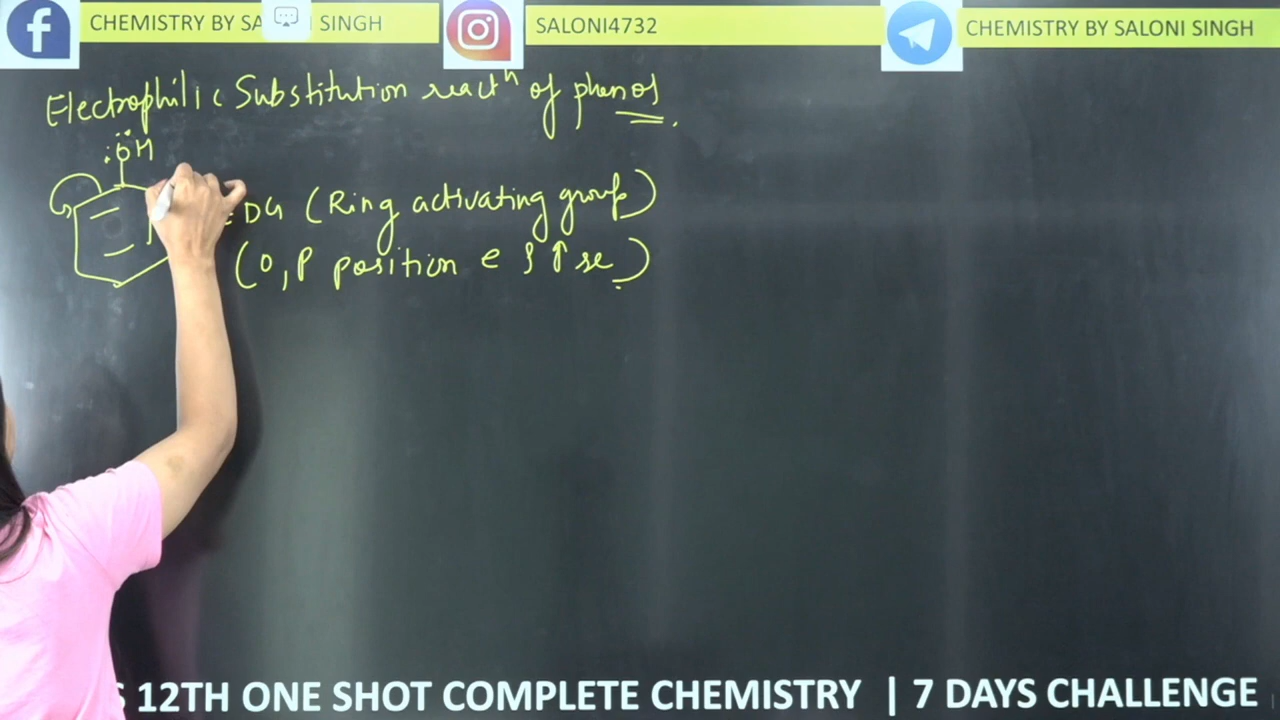 CHEMISTRY BY SA SINGH
SALONI4732
CHEMISTRY BY SALONI SINGH
Electrophilic Substitution reactⁿ of phenol.
:ÖH
EDG (Ring activating group)
(O, P position e⁻ ↑se)
S 12TH ONE SHOT COMPLETE CHEMISTRY | 7 DAYS CHALLENGE